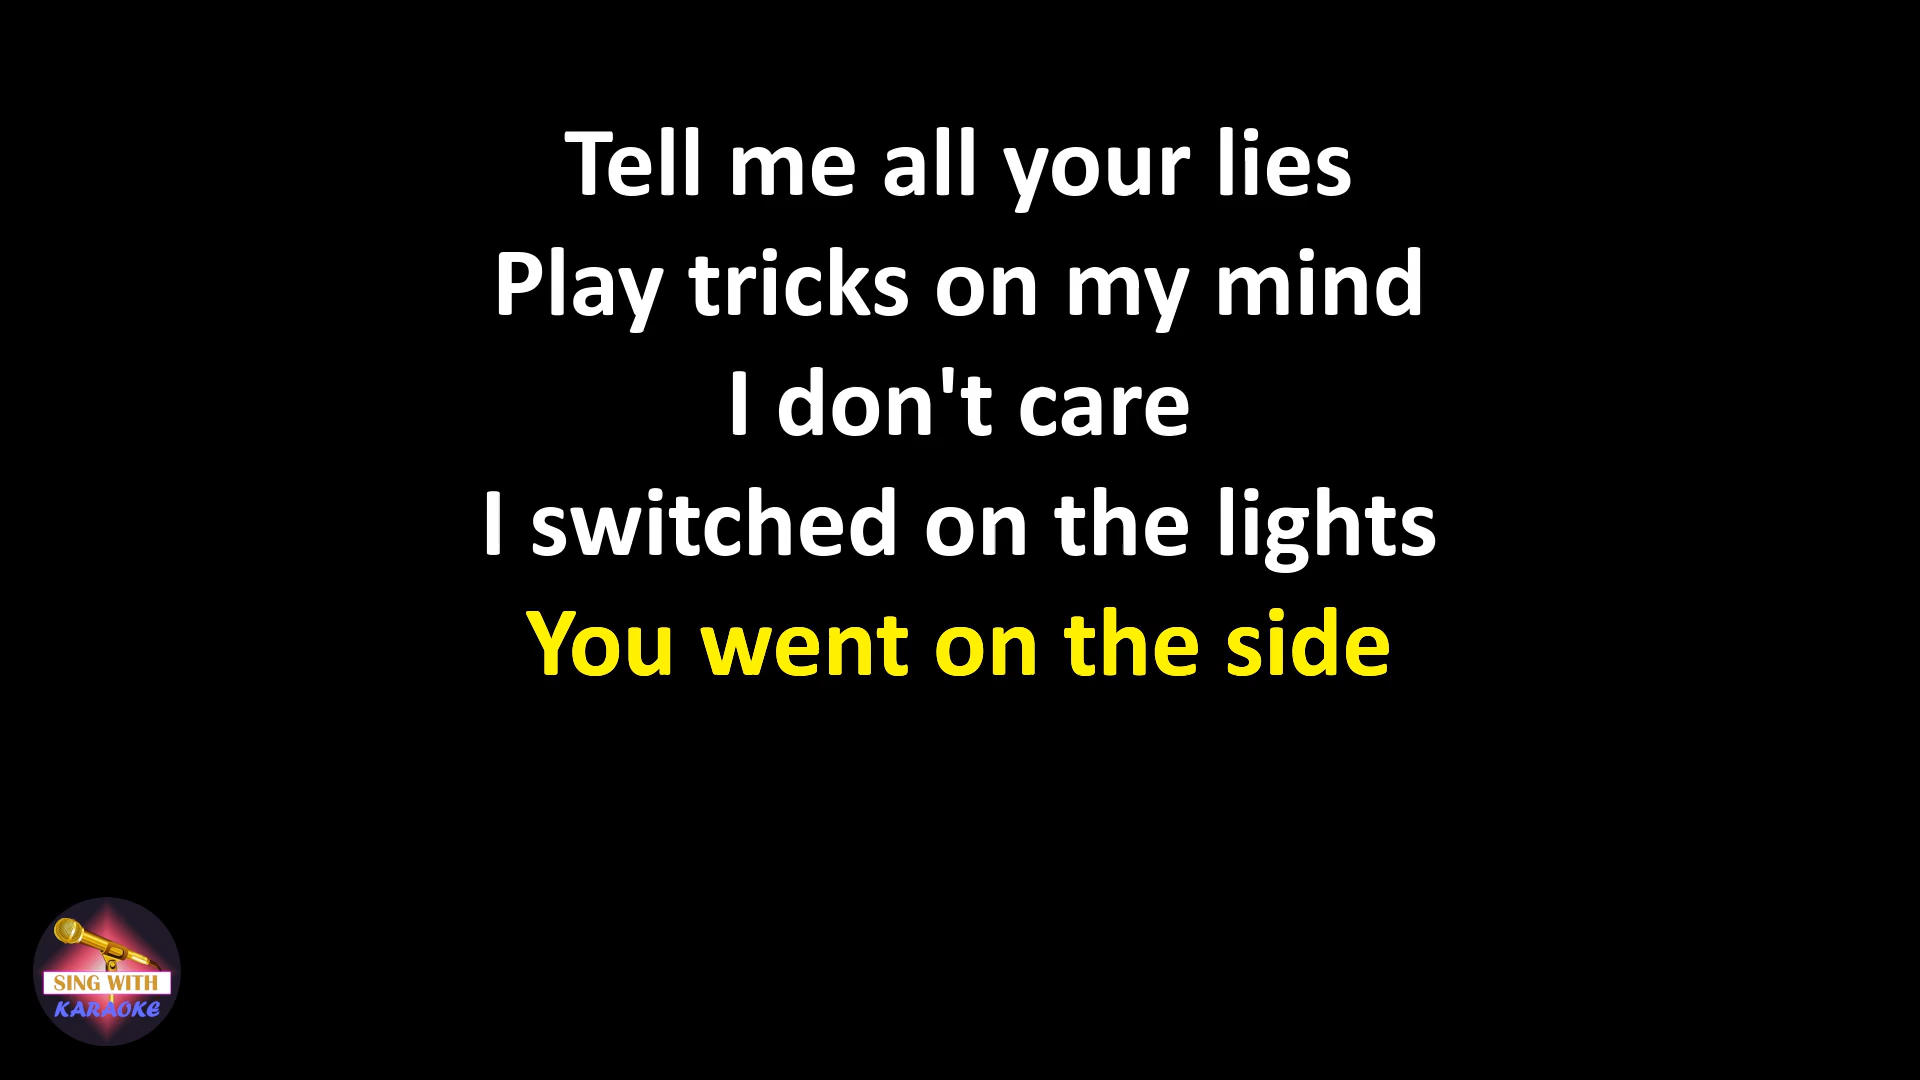 Tell me all your lies
Play tricks on my mind
I don't care
I switched on the lights
You went on the side
SING WITH
KARAOKE